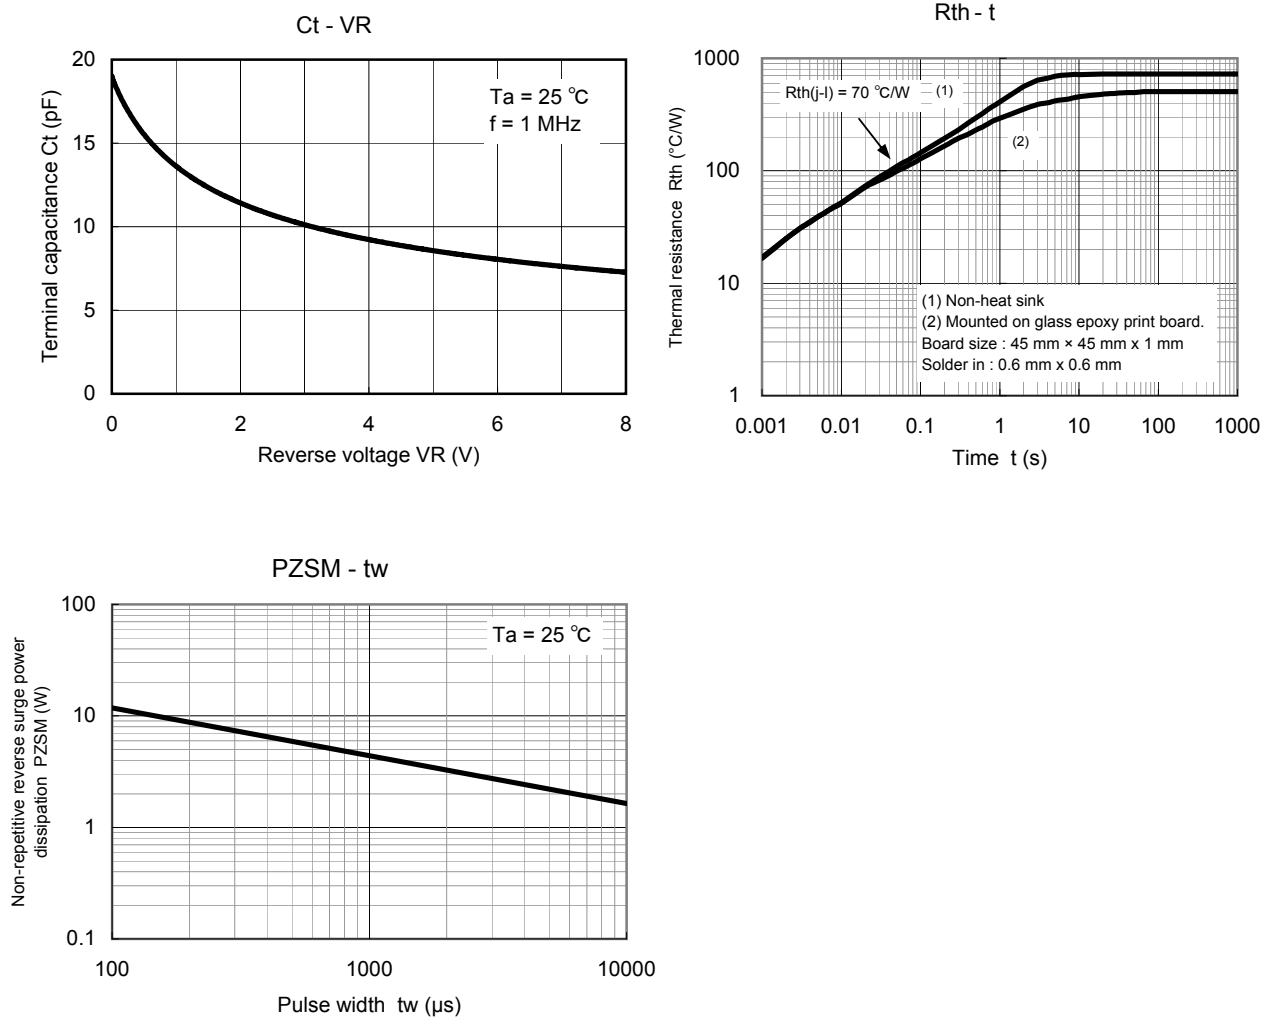 Ct - VR
20
15
10
5
0
0
2
4
6
8
Terminal capacitance Ct (pF)
Reverse voltage VR (V)
Ta = 25 ℃
f = 1 MHz
Rth - t
1000
100
10
1
0.001
0.01
0.1
1
10
100
1000
Thermal resistance Rth (°C/W)
Time t (s)
Rth(j-l) = 70 ℃/W
(1)
(2)
(1) Non-heat sink
(2) Mounted on glass epoxy print board.
Board size : 45 mm × 45 mm x 1 mm
Solder in : 0.6 mm x 0.6 mm
PZSM - tw
100
10
1
0.1
100
1000
10000
Non-repetitive reverse surge power
dissipation PZSM (W)
Pulse width tw (μs)
Ta = 25 ℃